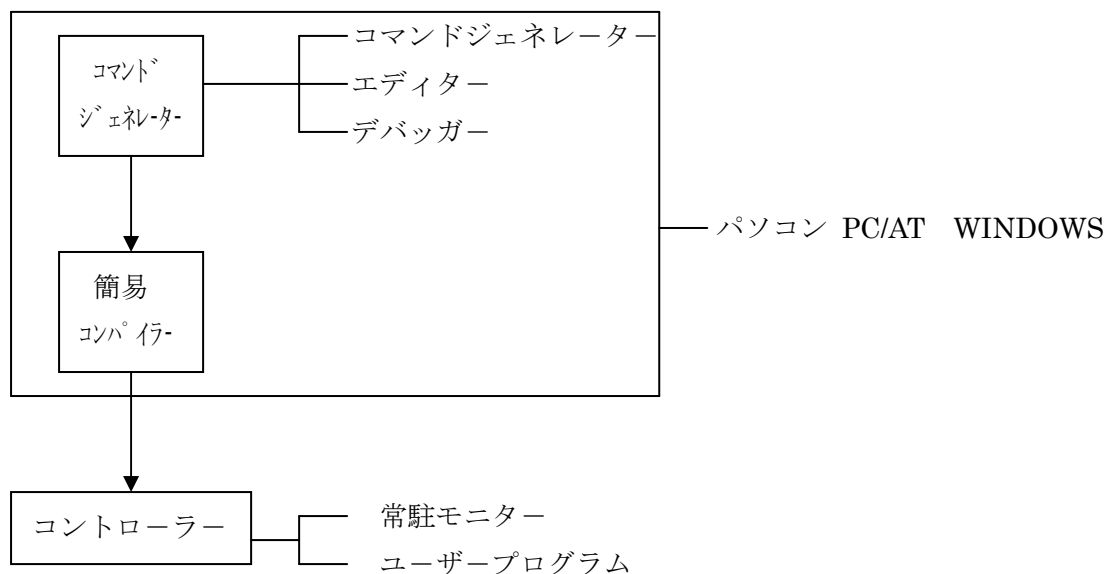 コマンドジェネレーター
コマンド
ジェネレーター
エディター
デバッガー
パソコン PC/AT WINDOWS
簡易
コンパイラー
コントローラー
常駐モニター
ユーザープログラム